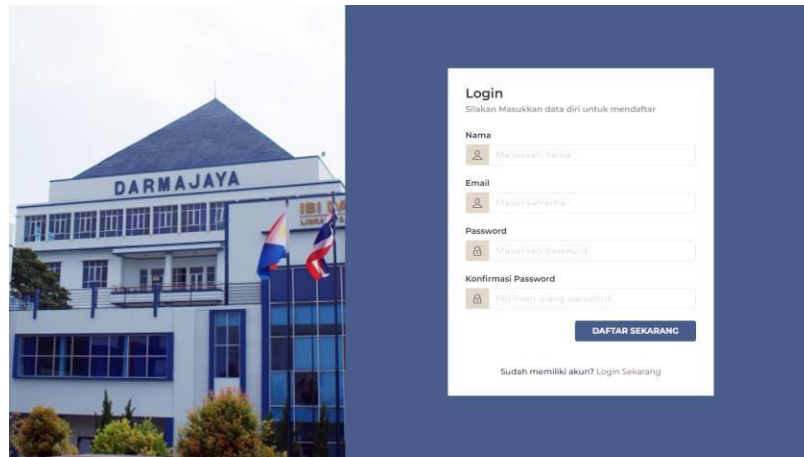 DARMAJAYA
IBI DA
Login
Silakan Masukkan data diri untuk mendaftar
Nama
Masukkan nama
Email
Masukkan email
Password
Masukkan password
Konfirmasi Password
Ketikkan ulang password
DAFTAR SEKARANG
Sudah memiliki akun? Login Sekarang